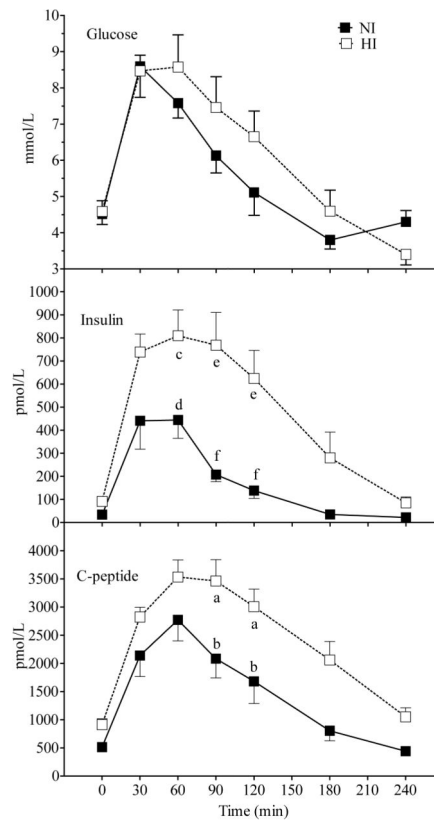 Glucose
NI
HI
mmol/L
10
9
8
7
6
5
4
3
Insulin
pmol/L
1000
900
800
700
600
500
400
300
200
100
0
c
e
e
d
f
f
C-peptide
pmol/L
4000
3500
3000
2500
2000
1500
1000
500
0
a
a
b
b
0 30 60 90 120 150 180 210 240
Time (min)